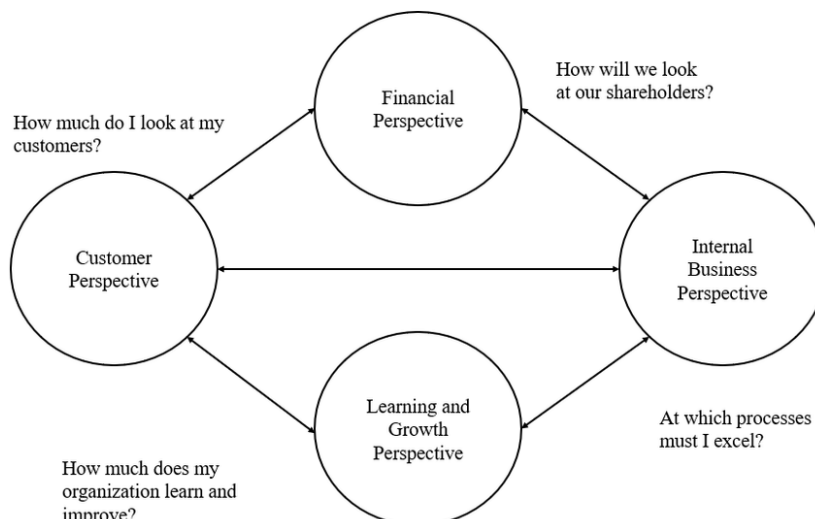 Financial
Perspective
How will we look
at our shareholders?
How much do I look at my
customers?
Customer
Perspective
Internal
Business
Perspective
Learning and
Growth
Perspective
At which processes
must I excel?
How much does my
organization learn and
improve?